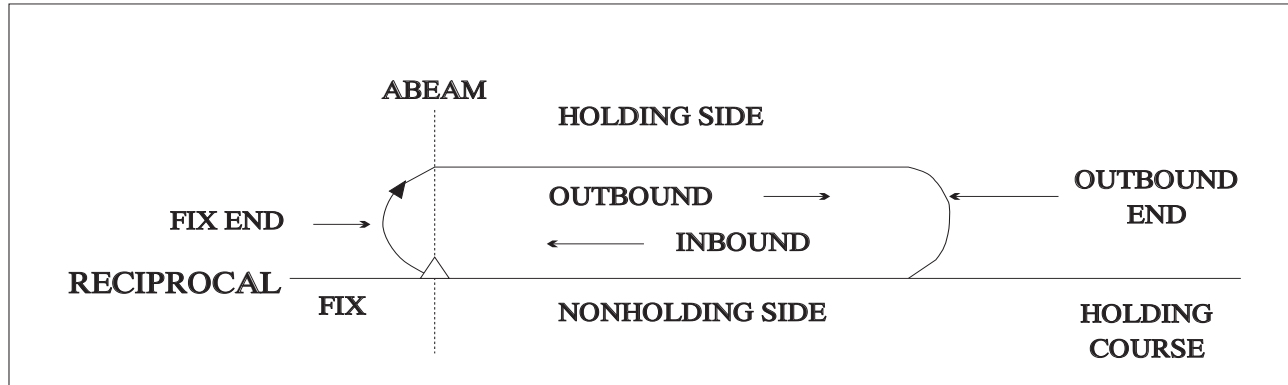 ABEAM
HOLDING SIDE
OUTBOUND
OUTBOUND
END
FIX END
INBOUND
RECIPROCAL
FIX
NONHOLDING SIDE
HOLDING
COURSE